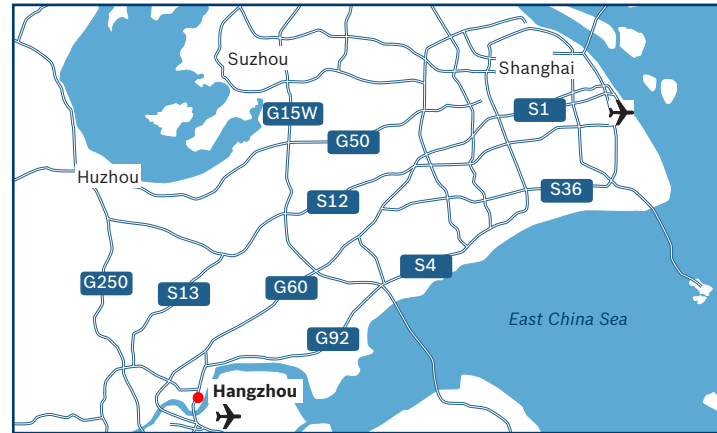 Suzhou
Shanghai
G15W
S1
G50
Huzhou
S12
S36
G250
S13
G60
S4
G92
East China Sea
Hangzhou